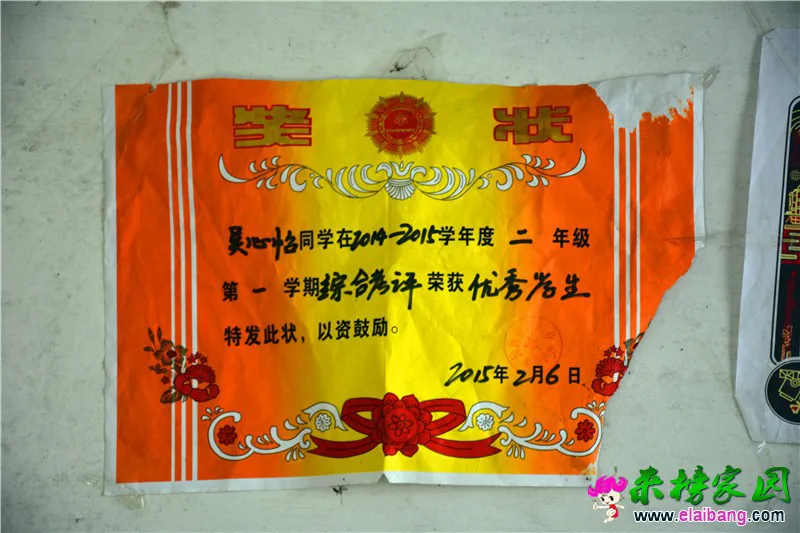 奖 状
吴心怡同学在2014-2015学年度 二 年级
第 一 学期综合考评荣获优秀学生
特发此状，以资鼓励。
2015年2月6日
来榜家园
www.elaibang.com